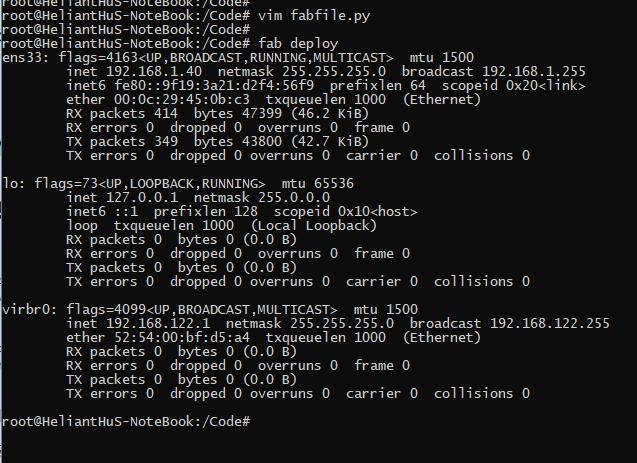 root@HeliantHuS-NoteBook:/Code#
root@HeliantHuS-NoteBook:/Code# vim fabfile.py
root@HeliantHuS-NoteBook:/Code#
root@HeliantHuS-NoteBook:/Code# fab deploy
ens33: flags=4163<UP,BROADCAST,RUNNING,MULTICAST>  mtu 1500
        inet 192.168.1.40  netmask 255.255.255.0  broadcast 192.168.1.255
        inet6 fe80::9f19:3a21:d2f4:56f9  prefixlen 64  scopeid 0x20<link>
        ether 00:0c:29:45:0b:c3  txqueuelen 1000  (Ethernet)
        RX packets 414  bytes 47399 (46.2 KiB)
        RX errors 0  dropped 0  overruns 0  frame 0
        TX packets 349  bytes 43800 (42.7 KiB)
        TX errors 0  dropped 0 overruns 0  carrier 0  collisions 0

lo: flags=73<UP,LOOPBACK,RUNNING>  mtu 65536
        inet 127.0.0.1  netmask 255.0.0.0
        inet6 ::1  prefixlen 128  scopeid 0x10<host>
        loop  txqueuelen 1000  (Local Loopback)
        RX packets 0  bytes 0 (0.0 B)
        RX errors 0  dropped 0  overruns 0  frame 0
        TX packets 0  bytes 0 (0.0 B)
        TX errors 0  dropped 0 overruns 0  carrier 0  collisions 0

virbr0: flags=4099<UP,BROADCAST,MULTICAST>  mtu 1500
        inet 192.168.122.1  netmask 255.255.255.0  broadcast 192.168.122.255
        ether 52:54:00:bf:d5:a4  txqueuelen 1000  (Ethernet)
        RX packets 0  bytes 0 (0.0 B)
        RX errors 0  dropped 0  overruns 0  frame 0
        TX packets 0  bytes 0 (0.0 B)
        TX errors 0  dropped 0 overruns 0  carrier 0  collisions 0

root@HeliantHuS-NoteBook:/Code#